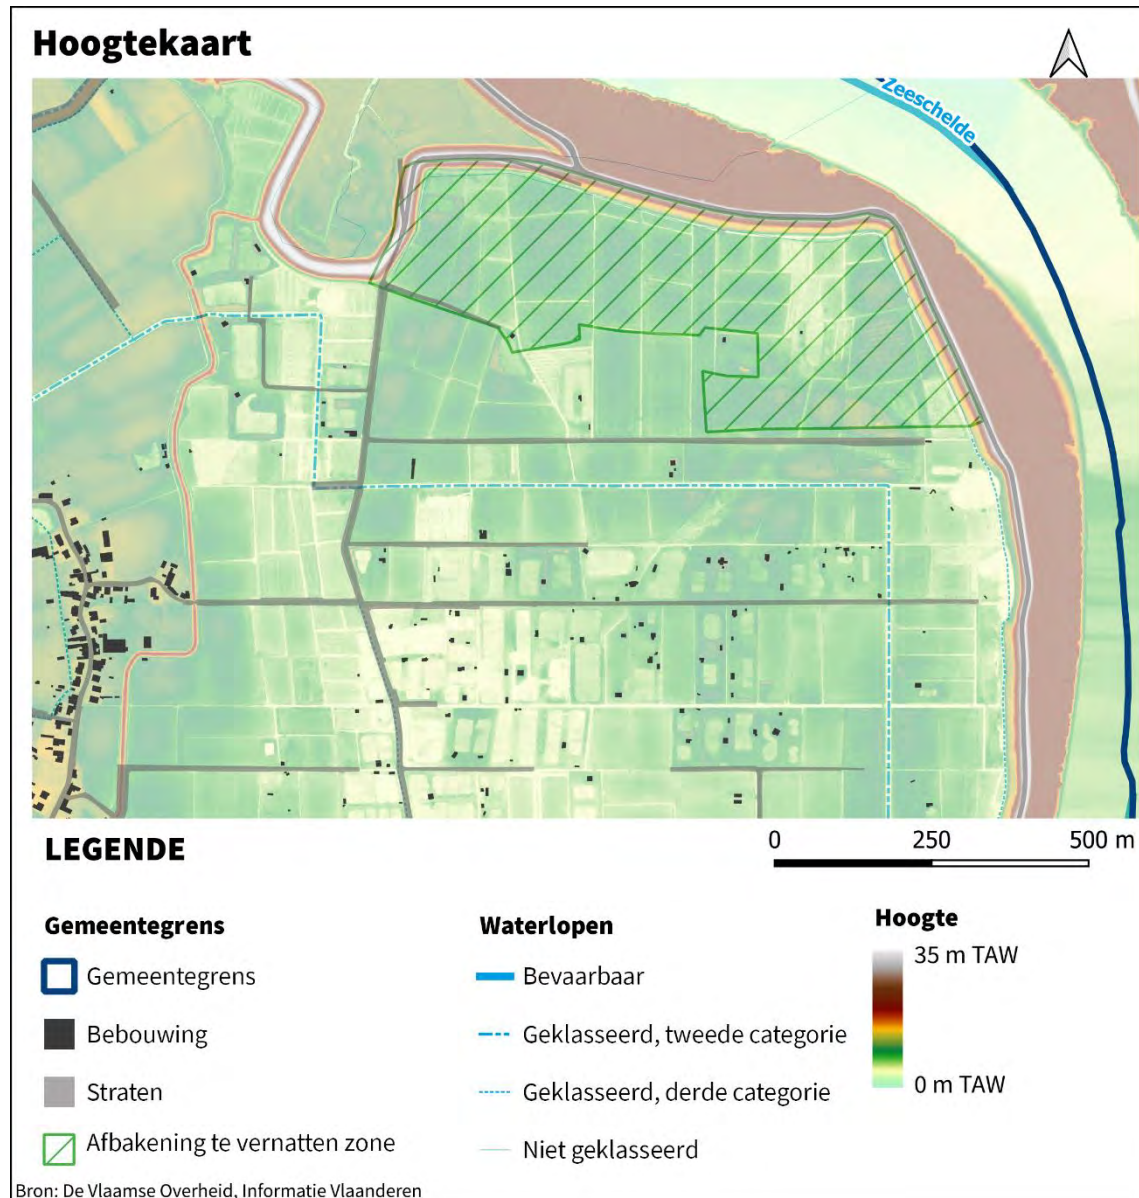 Hoogtekaart
Zeeschelde
LEGENDE
0 250 500 m
Gemeentegrens
Gemeentegrens
Bebouwing
Straten
Afbakening te vernatten zone
Waterlopen
Bevaarbaar
Geklasseerd, tweede categorie
Geklasseerd, derde categorie
Niet geklasseerd
Hoogte
35 m TAW
0 m TAW
Bron: De Vlaamse Overheid, Informatie Vlaanderen